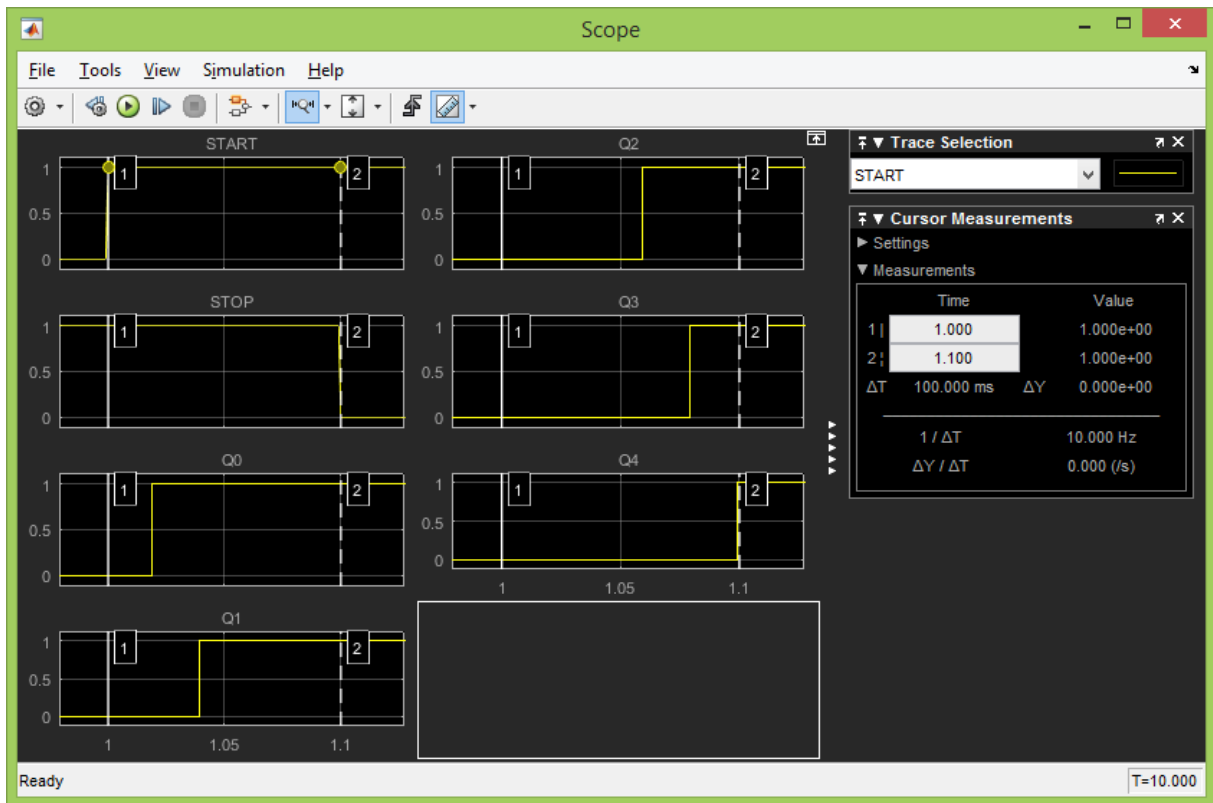 Scope
File Tools View Simulation Help
START
1
0.5
0
1
2
STOP
1
0.5
0
1
2
Q0
1
0.5
0
1
2
Q1
1
0.5
0
1
2
1 1.05 1.1
Q2
1
0.5
0
1
2
Q3
1
0.5
0
1
2
Q4
1
0.5
0
1
2
1 1.05 1.1
Trace Selection
START
Cursor Measurements
Settings
Measurements
Time Value
1 | 1.000 1.000e+00
2 ¦ 1.100 1.000e+00
ΔT 100.000 ms ΔY 0.000e+00
1 / ΔT 10.000 Hz
ΔY / ΔT 0.000 (/s)
Ready T=10.000